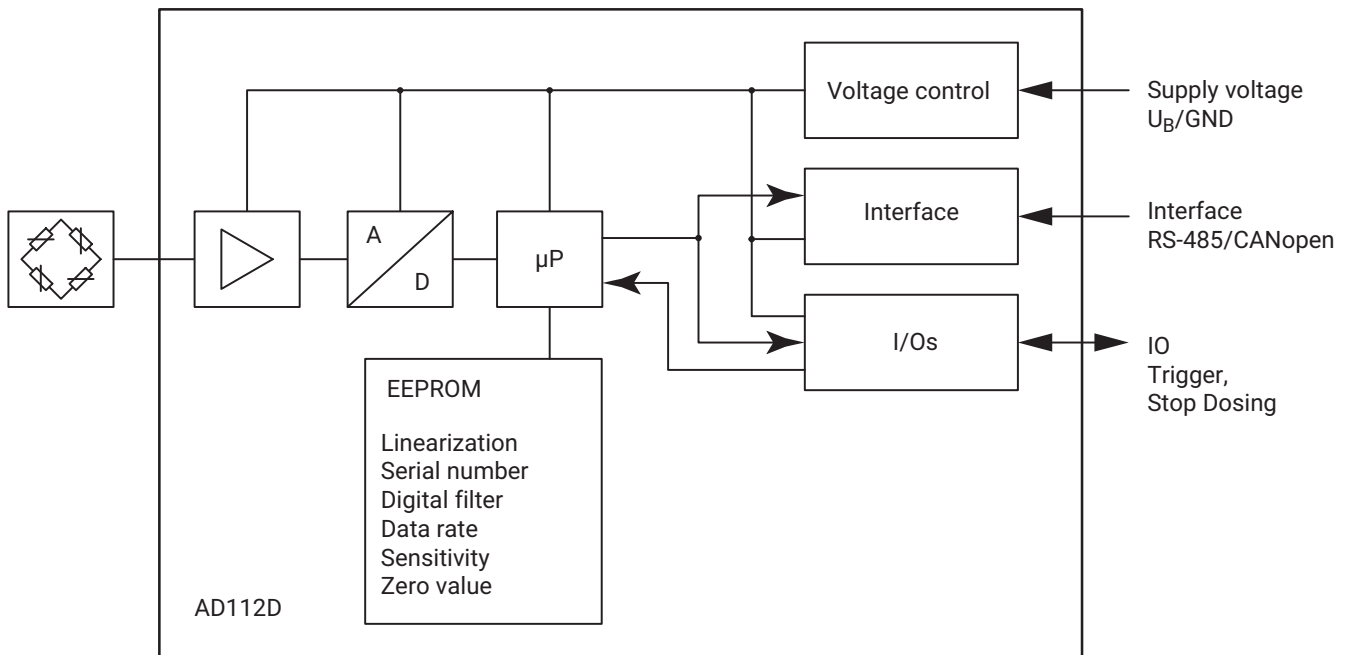 Voltage control
Supply voltage
U_B/GND
Interface
Interface
RS-485/CANopen
A
D
µP
I/Os
IO
Trigger,
Stop Dosing
EEPROM
Linearization
Serial number
Digital filter
Data rate
Sensitivity
Zero value
AD112D